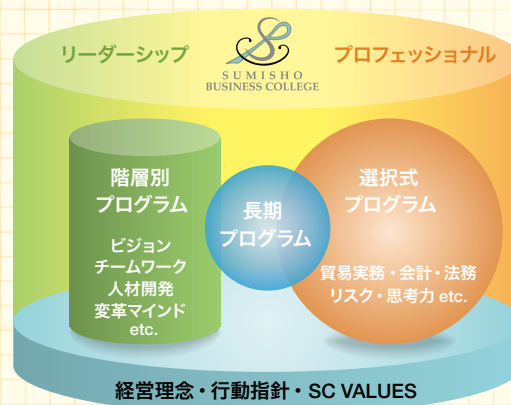 リーダーシップ
SUMISHO
BUSINESS COLLEGE
プロフェッショナル
階層別
プログラム
ビジョン
チームワーク
人材開発
変革マインド
etc.
長期
プログラム
選択式
プログラム
貿易実務・会計・法務
リスク・思考力 etc.
経営理念・行動指針・SC VALUES